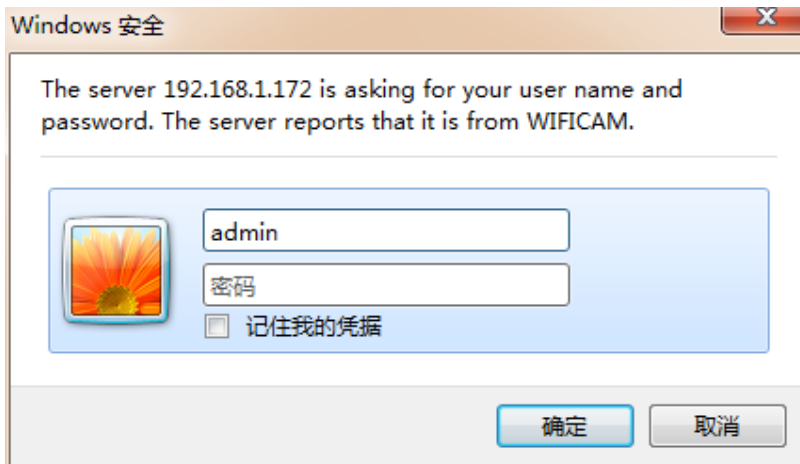 Windows 安全
The server 192.168.1.172 is asking for your user name and
password. The server reports that it is from WIFICAM.
admin
密码
记住我的凭据
确定
取消